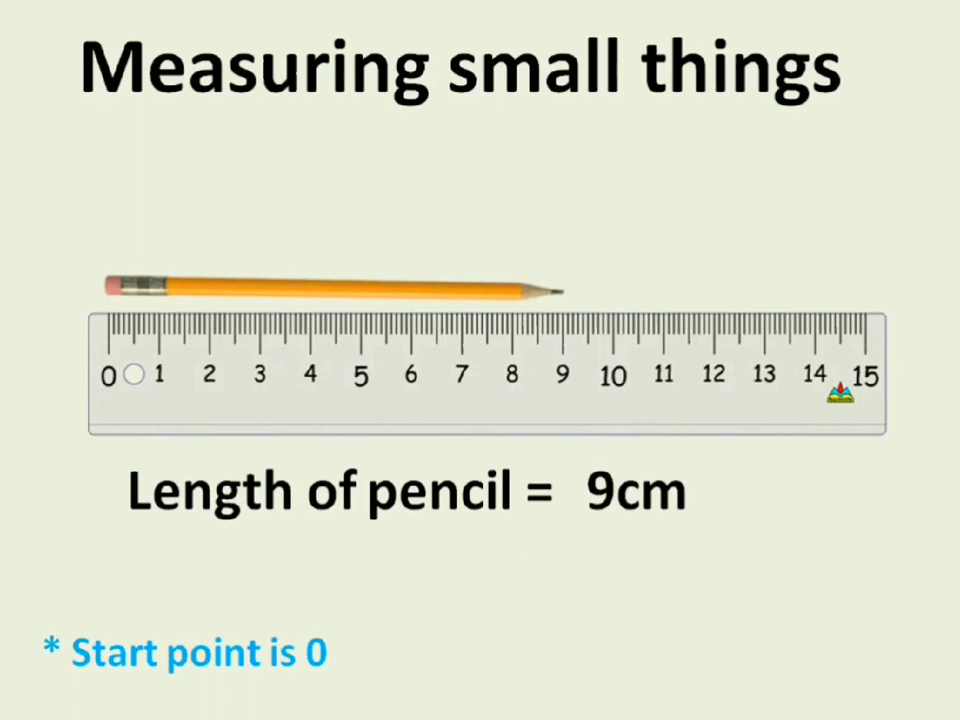 Measuring small things
0 1 2 3 4 5 6 7 8 9 10 11 12 13 14 15
Length of pencil = 9cm
* Start point is 0